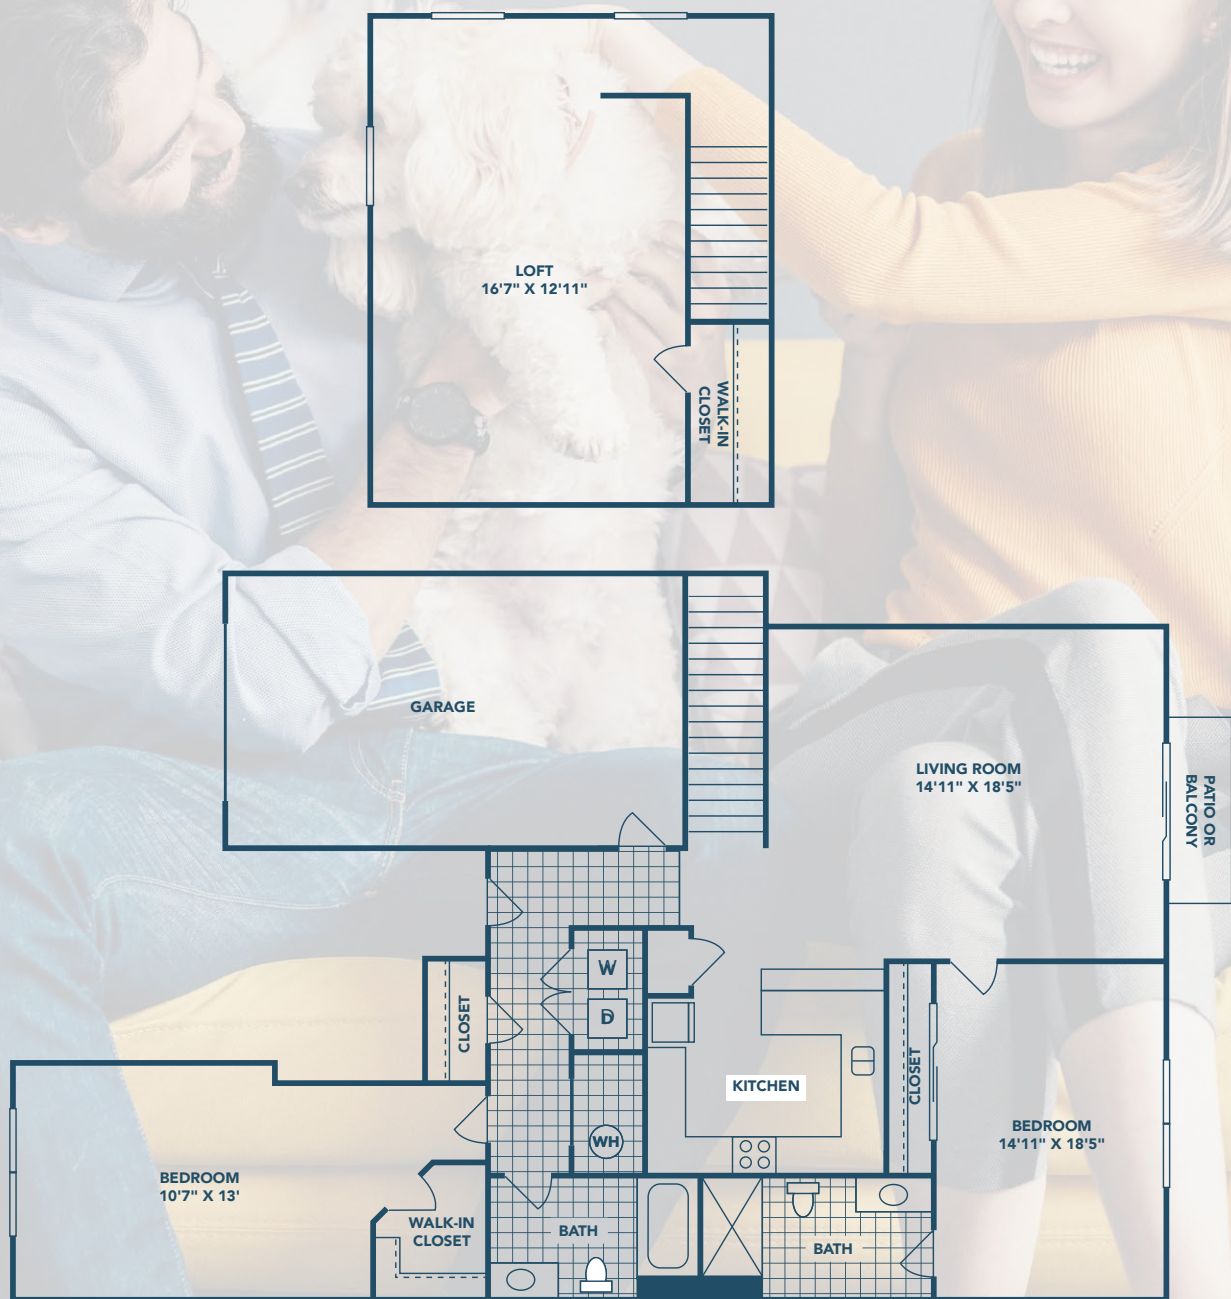 LOFT
16'7" X 12'11"
WALK-IN
CLOSET
GARAGE
LIVING ROOM
14'11" X 18'5"
PATIO OR
BALCONY
W
D
CLOSET
KITCHEN
CLOSET
WH
BEDROOM
14'11" X 18'5"
BEDROOM
10'7" X 13'
WALK-IN
CLOSET
BATH
BATH